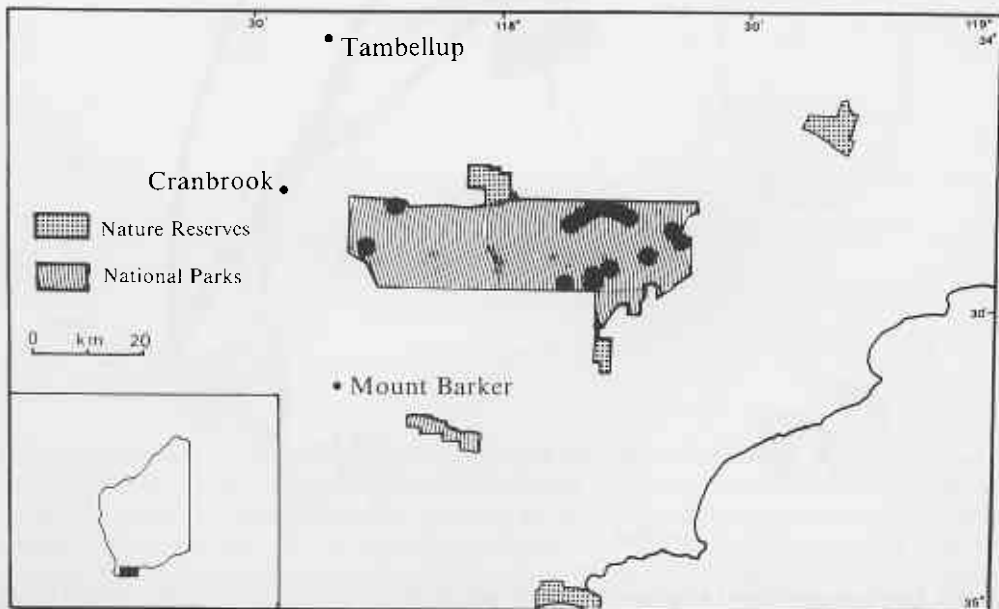 30'
118°
30'
119°
34°
Tambellup
Cranbrook
Nature Reserves
National Parks
30'
0 km 20
Mount Barker
35°